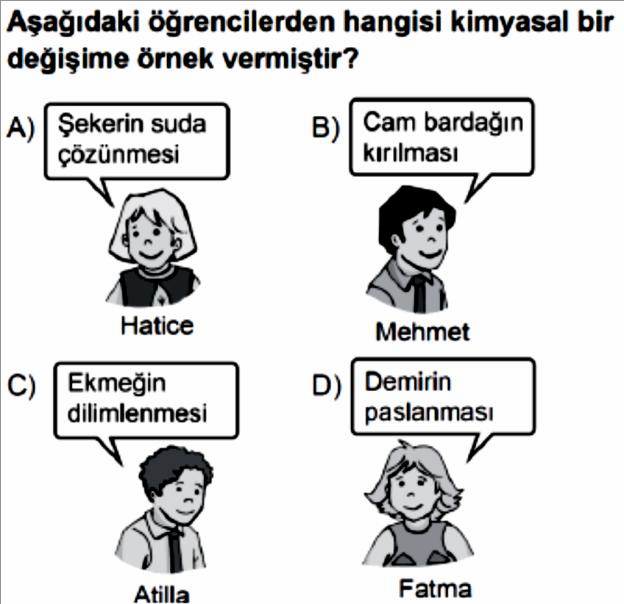 Aşağıdaki öğrencilerden hangisi kimyasal bir
değişime örnek vermiştir?
A) Şekerin suda
çözünmesi
Hatice
B) Cam bardağın
kırılması
Mehmet
C) Ekmeğin
dilimlenmesi
Atilla
D) Demirin
paslanması
Fatma